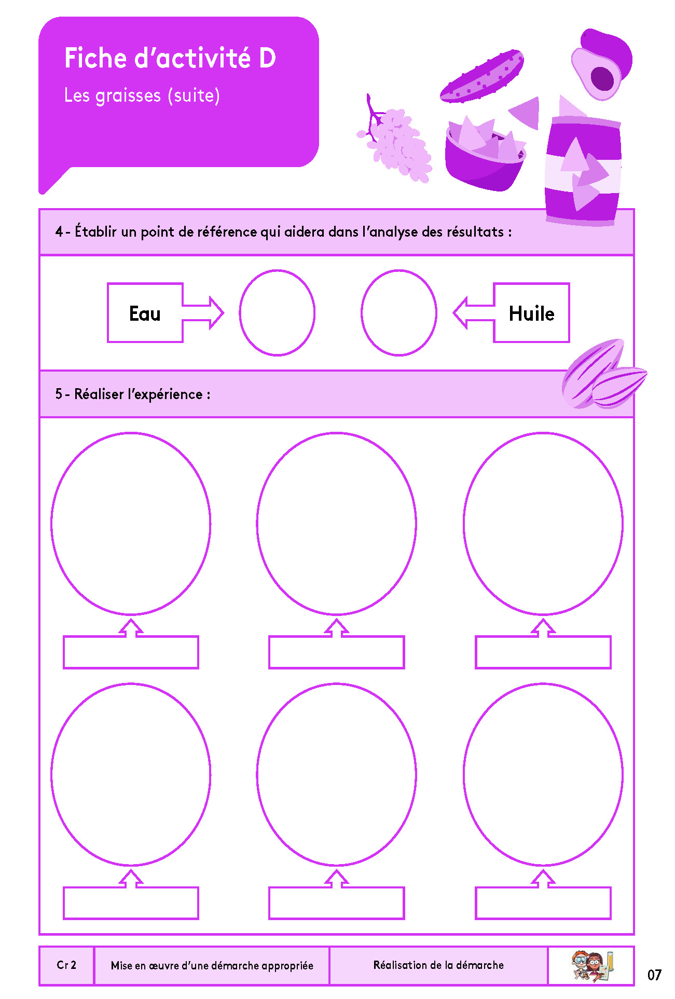 Fiche d’activité D
Les graisses (suite)
4 - Établir un point de référence qui aidera dans l’analyse des résultats :
Eau
Huile
5 - Réaliser l’expérience :
Cr 2
Mise en œuvre d’une démarche appropriée
Réalisation de la démarche
07